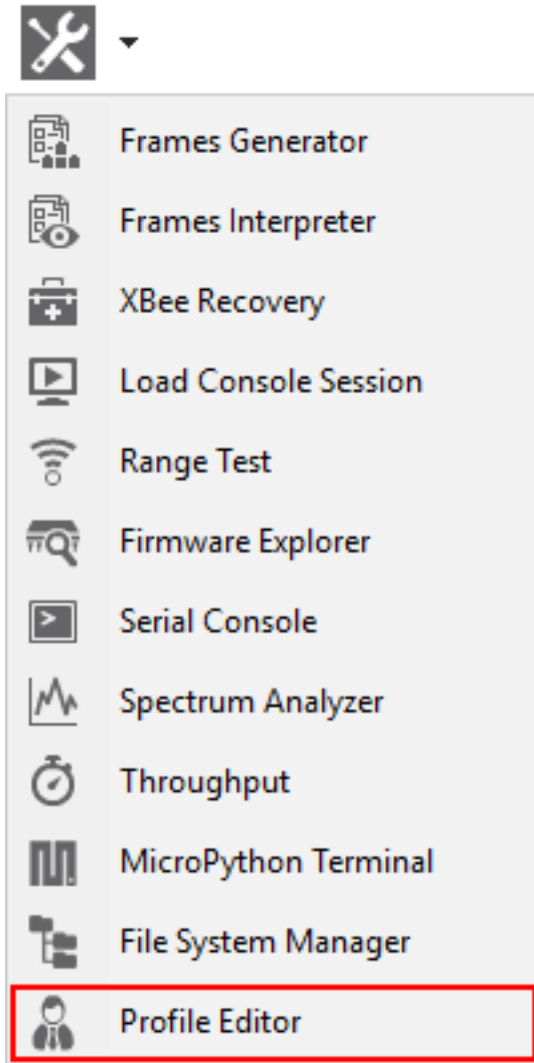 Frames Generator
Frames Interpreter
XBee Recovery
Load Console Session
Range Test
Firmware Explorer
Serial Console
Spectrum Analyzer
Throughput
MicroPython Terminal
File System Manager
Profile Editor